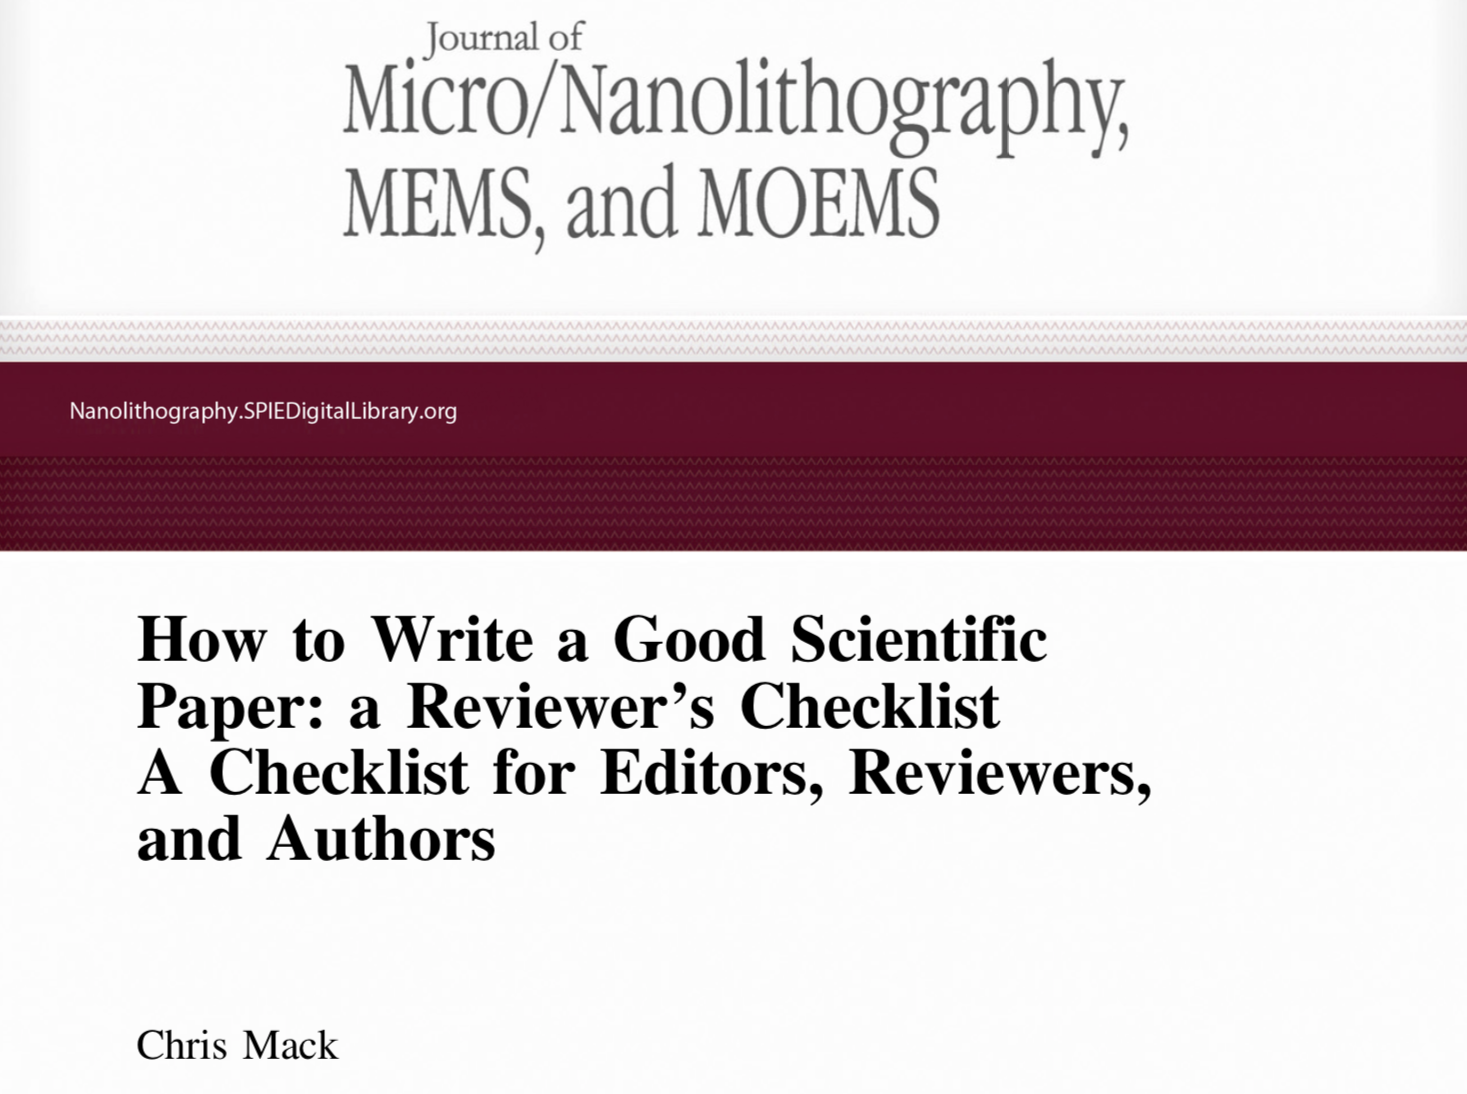 Journal of
Micro/Nanolithography,
MEMS, and MOEMS
Nanolithography.SPIEDigitalLibrary.org
How to Write a Good Scientific
Paper: a Reviewer’s Checklist
A Checklist for Editors, Reviewers,
and Authors
Chris Mack